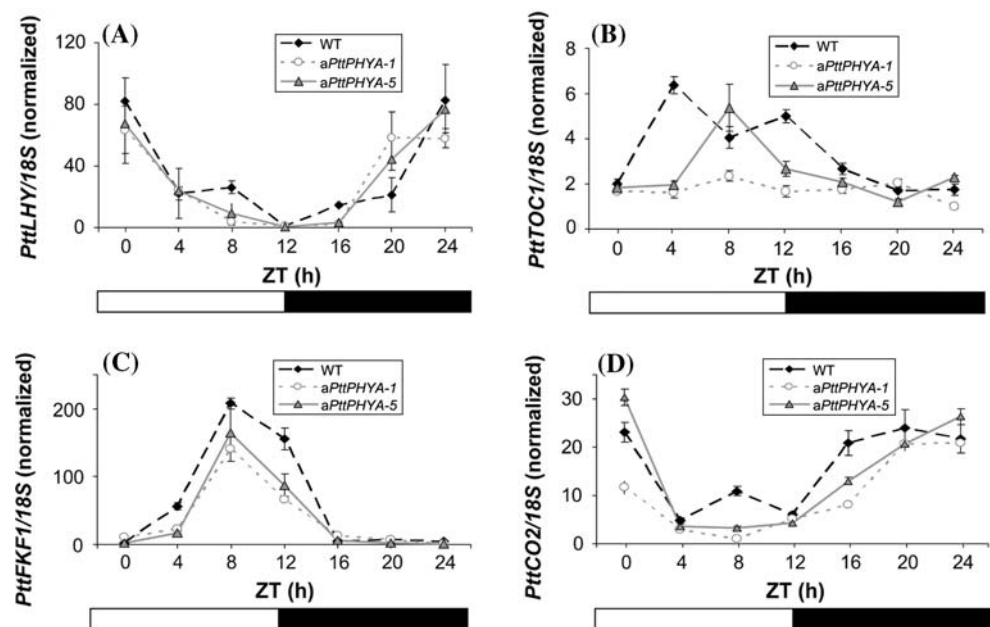 (A)
PttLHY/18S (normalized)
120
80
40
0
WT
aPttPHYA-1
aPttPHYA-5
0 4 8 12 16 20 24
ZT (h)
(B)
PttTOC1/18S (normalized)
8
6
4
2
0
WT
aPttPHYA-1
aPttPHYA-5
0 4 8 12 16 20 24
ZT (h)
(C)
PttFKF1/18S (normalized)
200
100
0
WT
aPttPHYA-1
aPttPHYA-5
0 4 8 12 16 20 24
ZT (h)
(D)
PttCO2/18S (normalized)
30
20
10
0
WT
aPttPHYA-1
aPttPHYA-5
0 4 8 12 16 20 24
ZT (h)